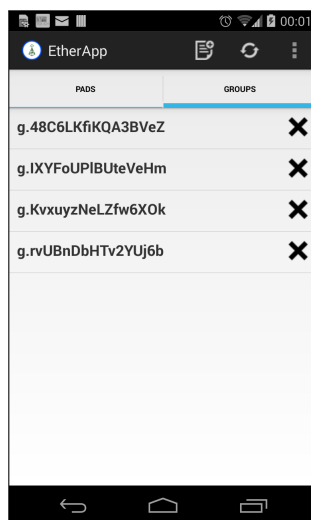 00:01
EtherApp
PADS GROUPS
g.48C6LKfiKQA3BVeZ
g.IXYFoUPlBUteVeHm
g.KvxuyzNeLZfw6XOk
g.rvUBnDbHTv2YUj6b